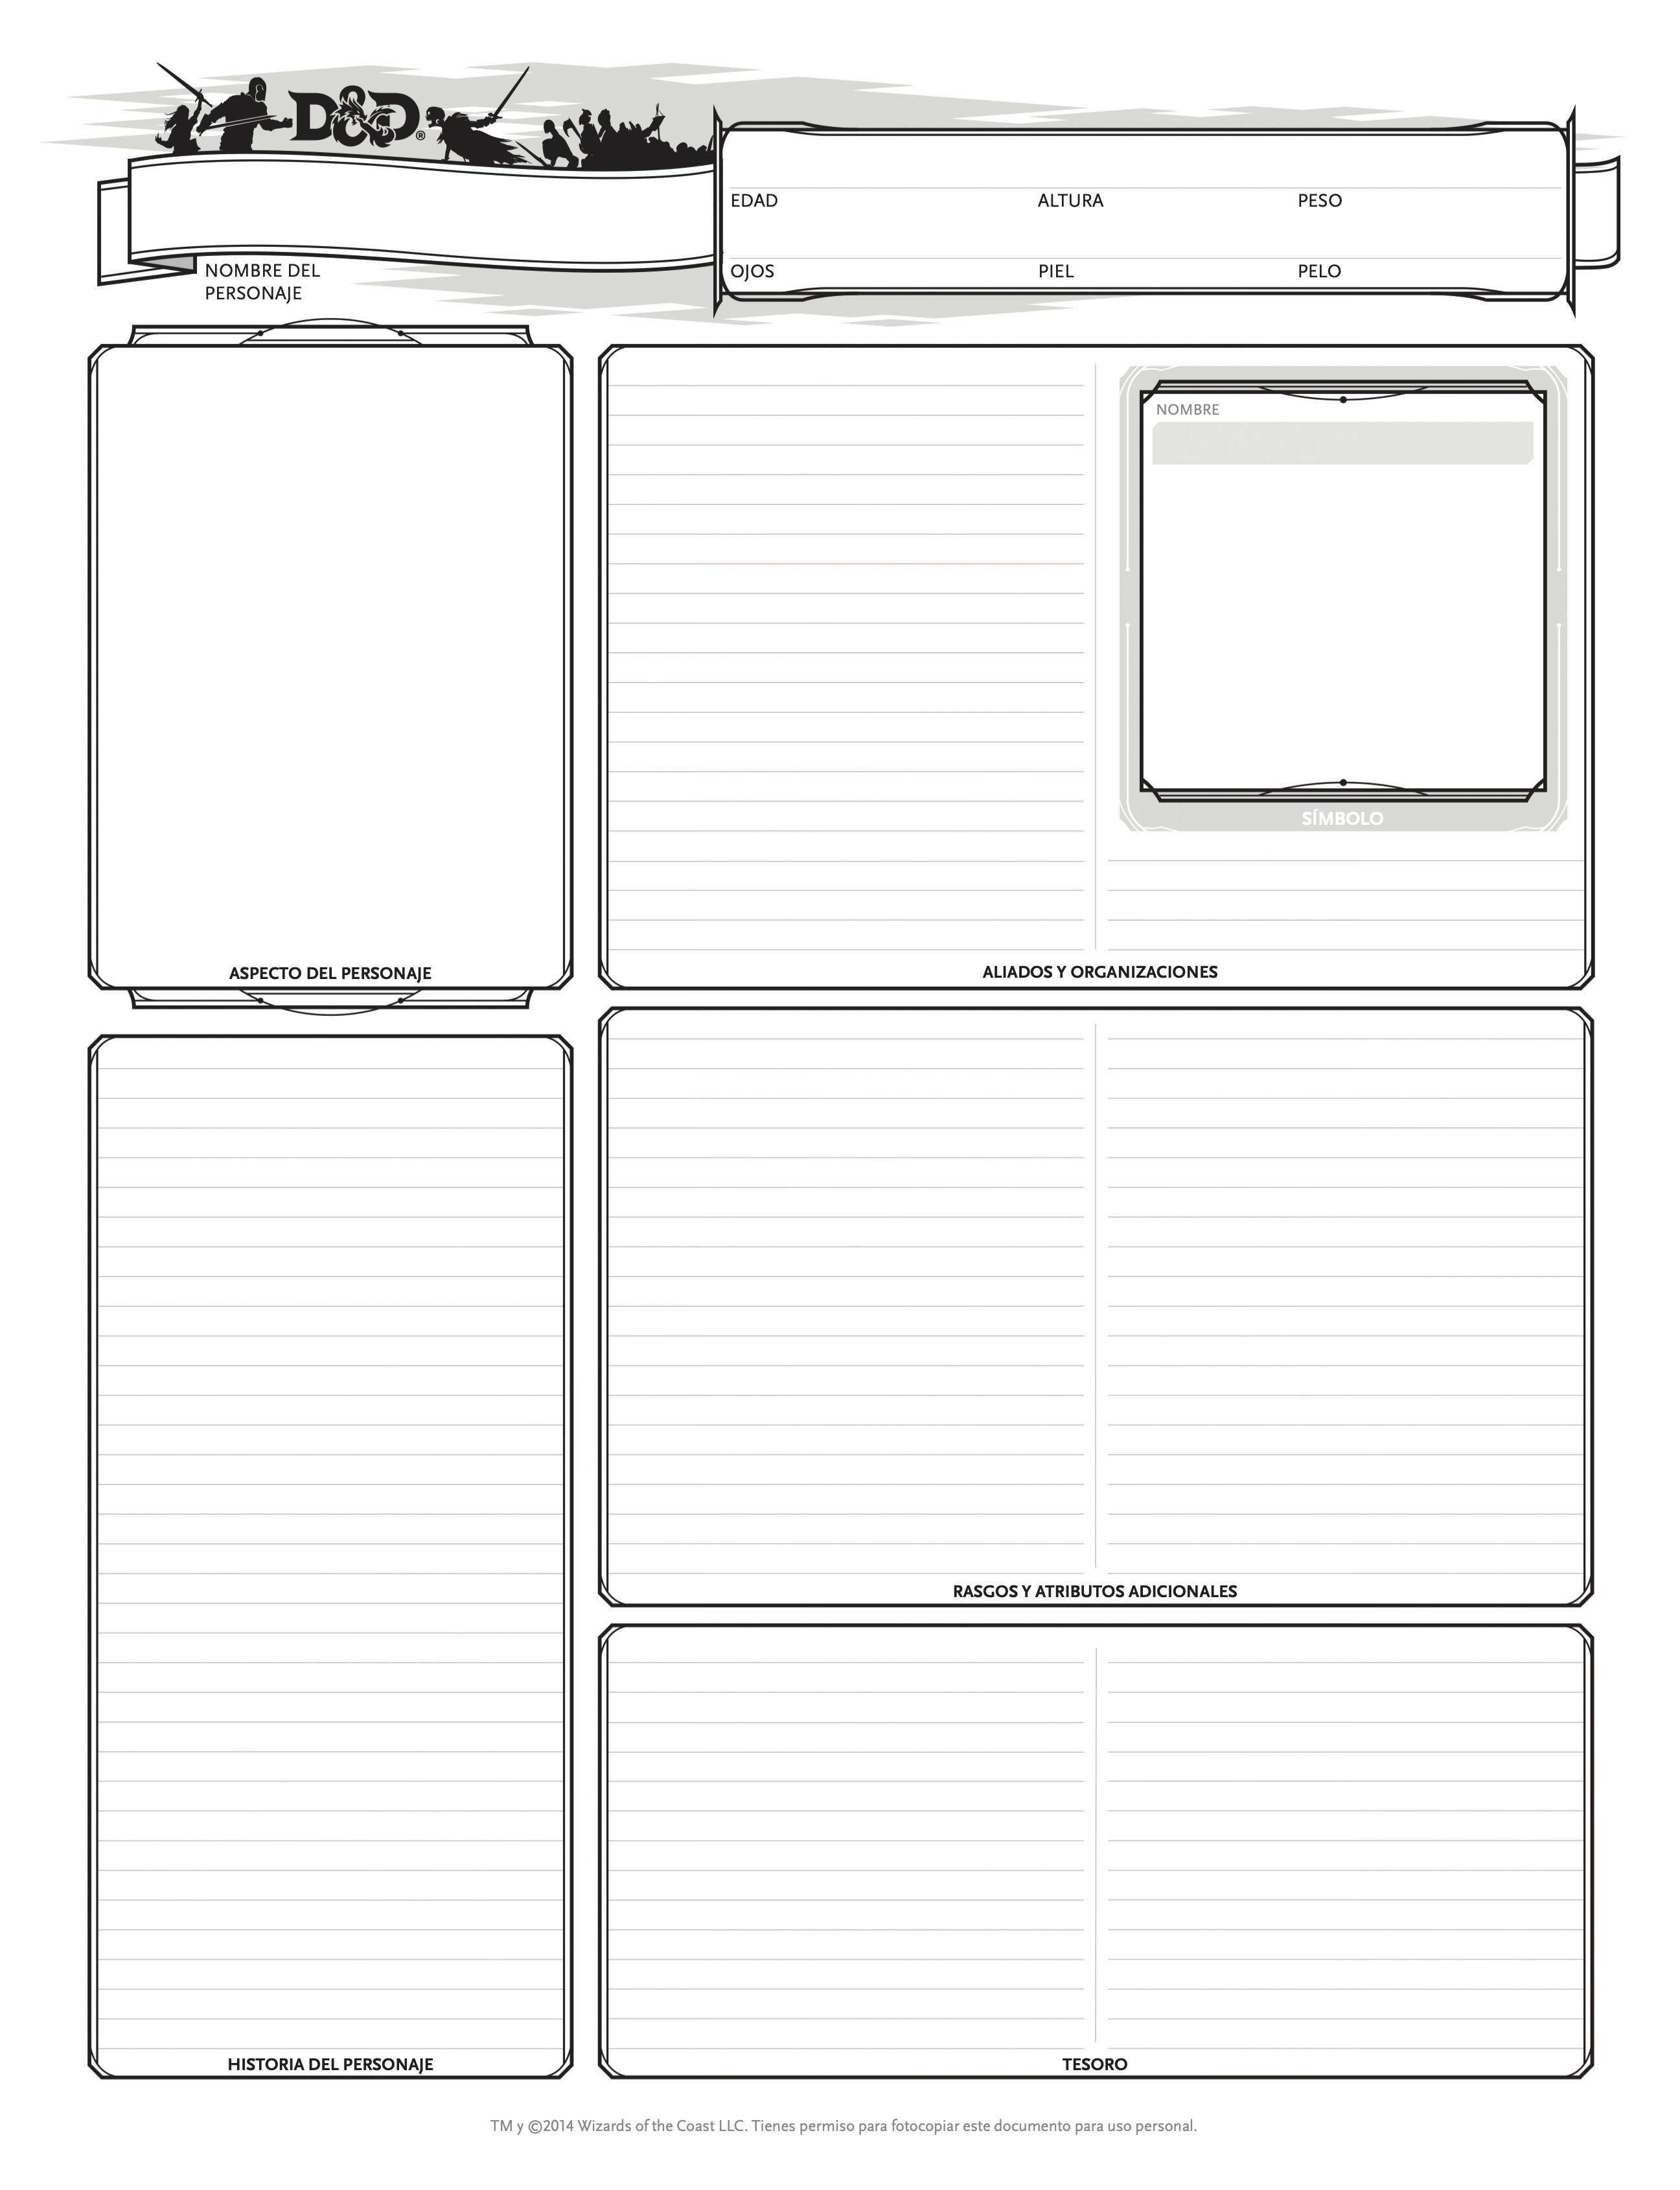 D&D®
EDAD ALTURA PESO
OJOS PIEL PELO
NOMBRE DEL
PERSONAJE
NOMBRE
SÍMBOLO
ASPECTO DEL PERSONAJE
ALIADOS Y ORGANIZACIONES
RASGOS Y ATRIBUTOS ADICIONALES
HISTORIA DEL PERSONAJE
TESORO
TM y ©2014 Wizards of the Coast LLC. Tienes permiso para fotocopiar este documento para uso personal.